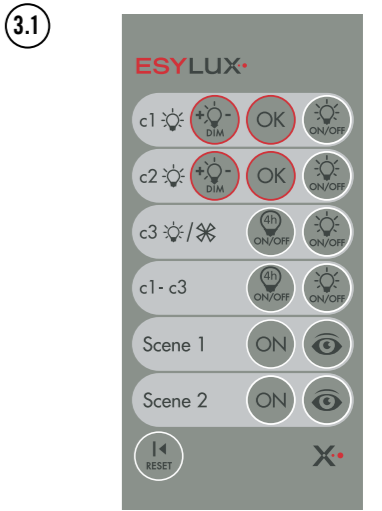 3.1
ESYLUX
c1 + - DIM OK ON/OFF
c2 + - DIM OK ON/OFF
c3 / 4h ON/OFF ON/OFF
c1- c3 4h ON/OFF ON/OFF
Scene 1 ON
Scene 2 ON
RESET X